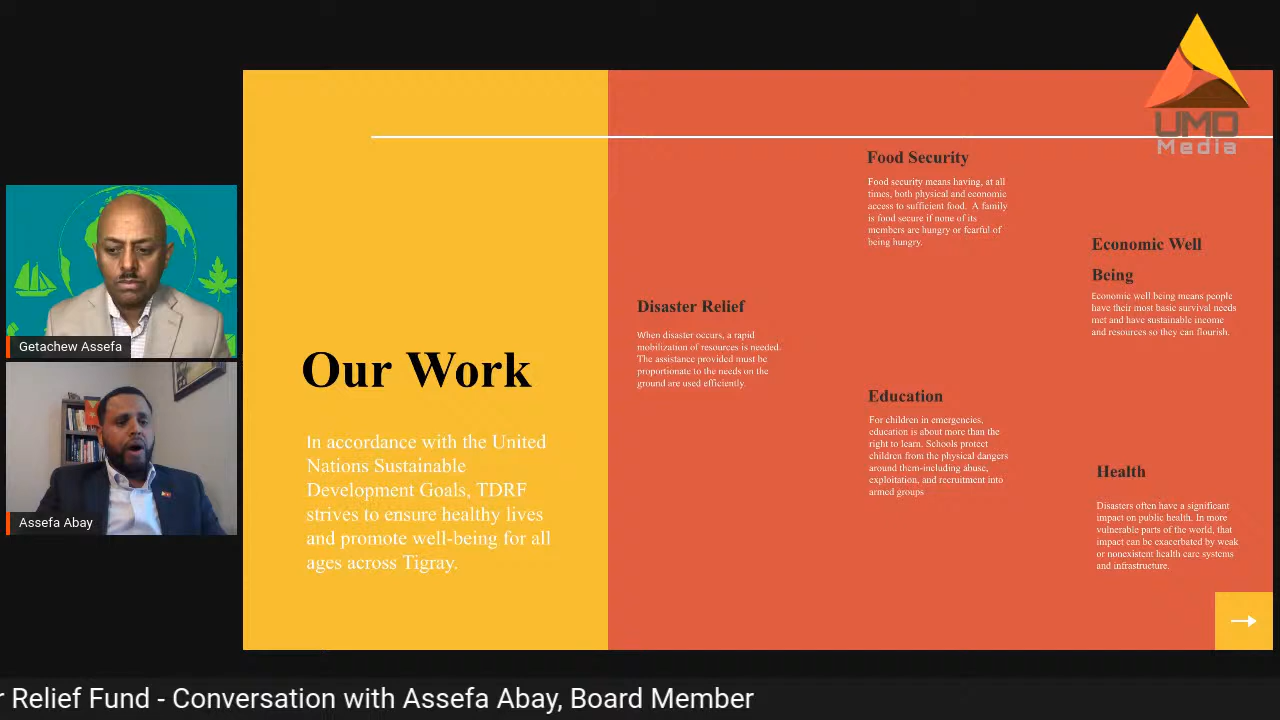 UMD
Media
Getachew Assefa
Assefa Abay
Our Work
In accordance with the United
Nations Sustainable
Development Goals, TDRF
strives to ensure healthy lives
and promote well-being for all
ages across Tigray.
Disaster Relief
When disaster occurs, a rapid
mobilization of resources is needed.
The assistance provided must be
proportionate to the needs on the
ground are used efficiently.
Food Security
Food security means having, at all
times, both physical and economic
access to sufficient food. A family
is food secure if none of its
members are hungry or fearful of
being hungry.
Education
For children in emergencies,
education is about more than the
right to learn. Schools protect
children from the physical dangers
around them-including abuse,
exploitation, and recruitment into
armed groups
Economic Well
Being
Economic well being means people
have their most basic survival needs
met and have sustainable income
and resources so they can flourish.
Health
Disasters often have a significant
impact on public health. In more
vulnerable parts of the world, that
impact can be exacerbated by weak
or nonexistent health care systems
and infrastructure.
r Relief Fund - Conversation with Assefa Abay, Board Member